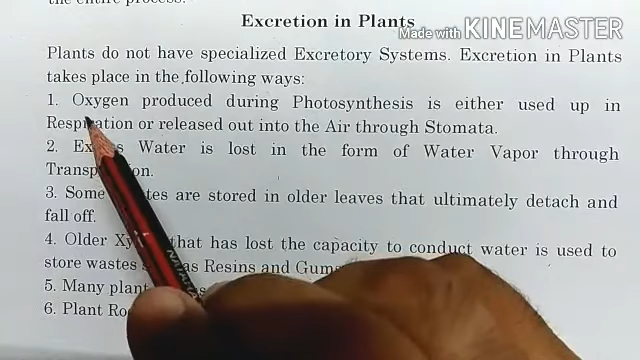 the entire process.
Made with KINEMASTER
Excretion in Plants
Plants do not have specialized Excretory Systems. Excretion in Plants
takes place in the following ways:
1. Oxygen produced during Photosynthesis is either used up in
Respiration or released out into the Air through Stomata.
2. Water is lost in the form of Water Vapor through
3. Some are stored in older leaves that ultimately detach and
fall off.
4. Older that has lost the capacity to conduct water is used to
store wastes Resins and Gums
5. Many plant
6. Plant